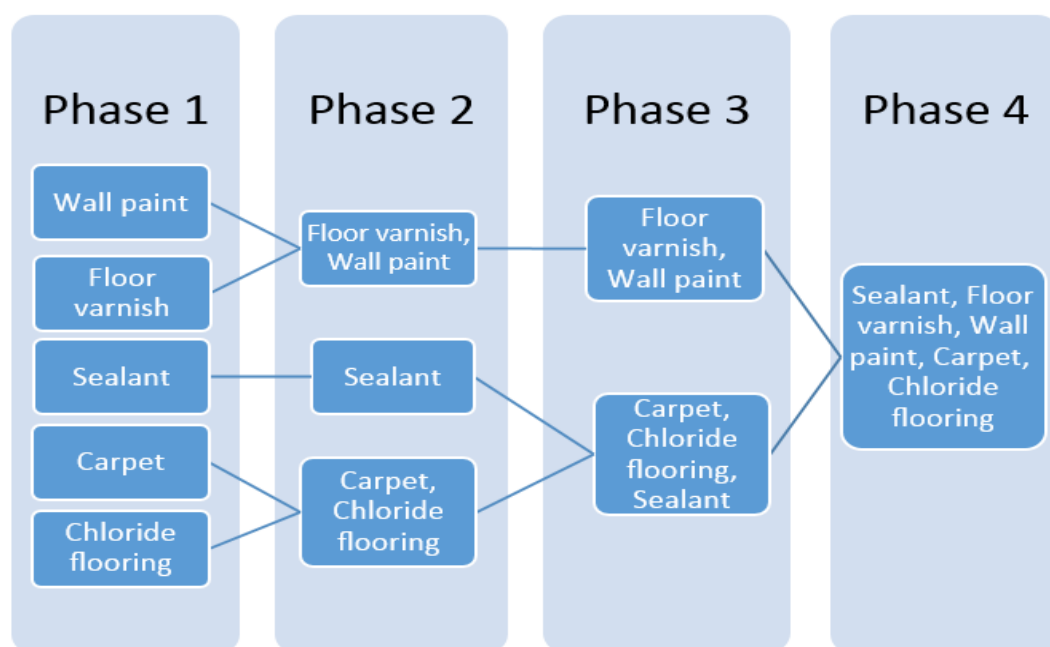 Phase 1
Wall paint
Floor
varnish
Sealant
Carpet
Chloride
flooring
Phase 2
Floor varnish,
Wall paint
Sealant
Carpet,
Chloride
flooring
Phase 3
Floor
varnish,
Wall paint
Carpet,
Chloride
flooring,
Sealant
Phase 4
Sealant, Floor
varnish, Wall
paint, Carpet,
Chloride
flooring